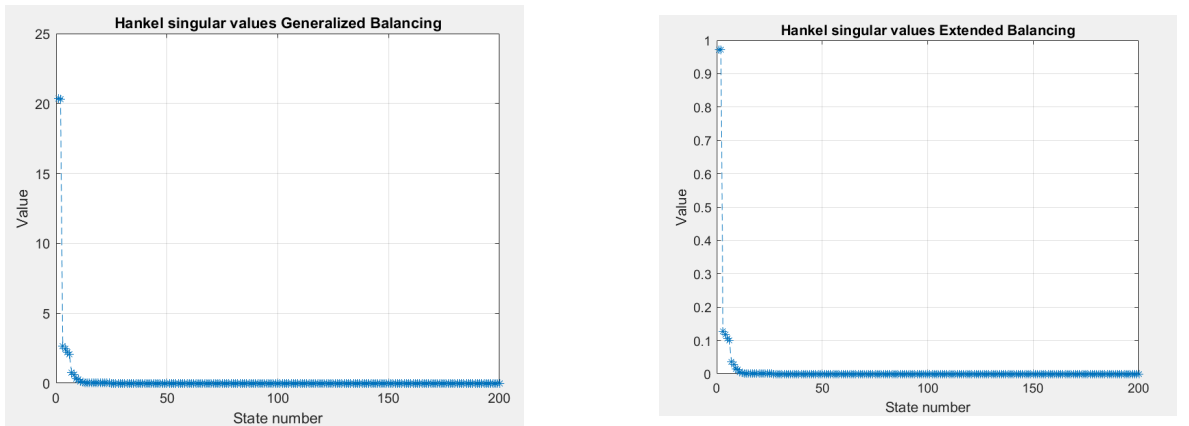 Hankel singular values Generalized Balancing
25
20
15
10
5
0
Value
0 50 100 150 200
State number
Hankel singular values Extended Balancing
1
0.9
0.8
0.7
0.6
0.5
0.4
0.3
0.2
0.1
0
Value
0 50 100 150 200
State number